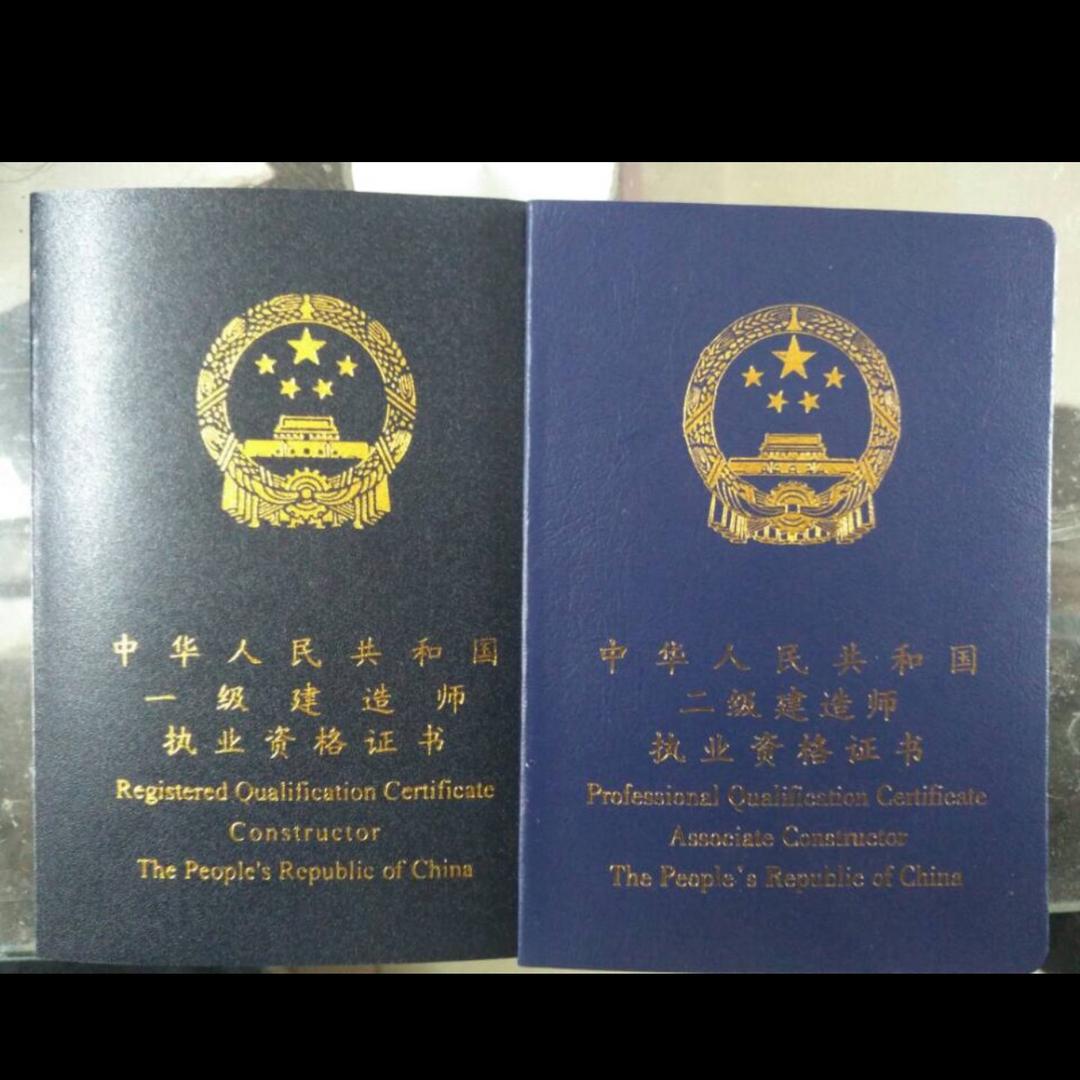 中华人民共和国
一级建造师
执业资格证书
Registered Qualification Certificate
Constructor
The People's Republic of China
中华人民共和国
二级建造师
执业资格证书
Professional Qualification Certificate
Associate Constructor
The People's Republic of China